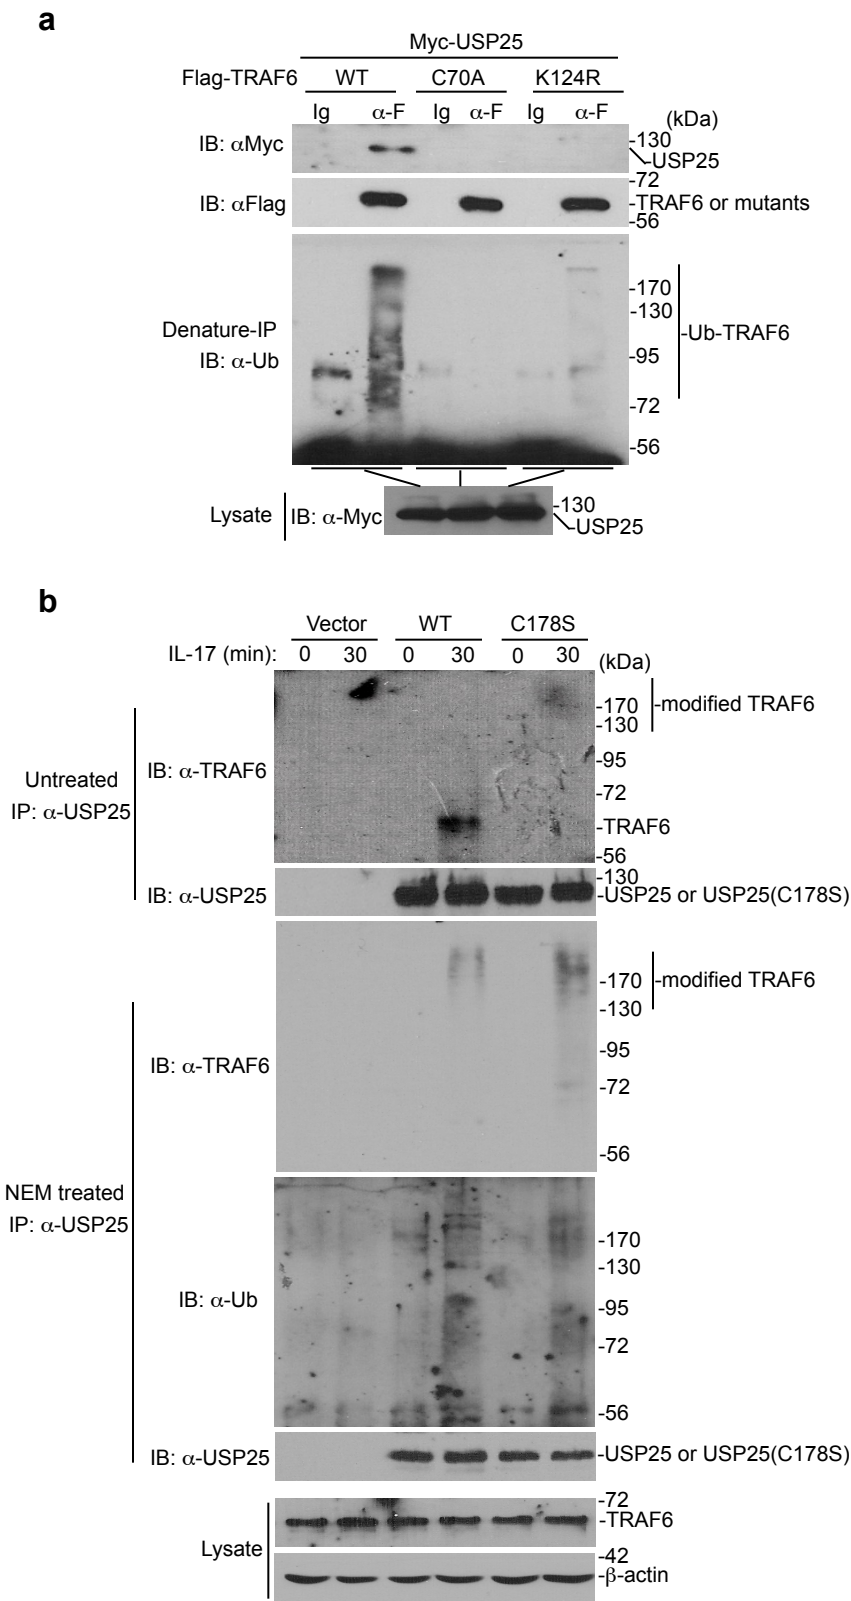 a
Myc-USP25
Flag-TRAF6 WT C70A K124R
Ig α-F Ig α-F Ig α-F (kDa)
IB: αMyc -130
-USP25
-72
IB: αFlag -TRAF6 or mutants
-56
-170
-130
Denature-IP -Ub-TRAF6
IB: α-Ub -95
-72
-56
Lysate IB: α-Myc -130
-USP25
b
Vector WT C178S
IL-17 (min): 0 30 0 30 0 30 (kDa)
-170 -modified TRAF6
-130
IB: α-TRAF6 -95
Untreated
IP: α-USP25 -72
-TRAF6
-56
-130
IB: α-USP25 -USP25 or USP25(C178S)
-170 -modified TRAF6
-130
-95
IB: α-TRAF6
-72
-56
NEM treated
IP: α-USP25
-170
-130
IB: α-Ub -95
-72
-56
IB: α-USP25 -USP25 or USP25(C178S)
-72
-TRAF6
Lysate
-42
-β-actin